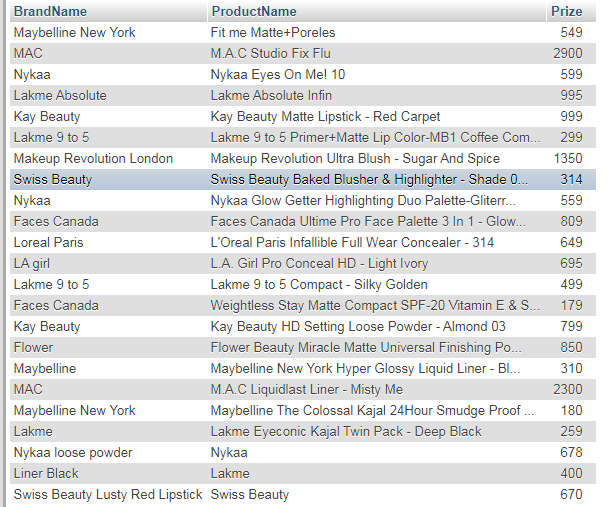 BrandName ProductName Prize
Maybelline New York Fit me Matte+Poreles 549
MAC M.A.C Studio Fix Flu 2900
Nykaa Nykaa Eyes On Me! 10 599
Lakme Absolute Lakme Absolute Infin 995
Kay Beauty Kay Beauty Matte Lipstick - Red Carpet 999
Lakme 9 to 5 Lakme 9 to 5 Primer+Matte Lip Color-MB1 Coffee Com... 299
Makeup Revolution London Makeup Revolution Ultra Blush - Sugar And Spice 1350
Swiss Beauty Swiss Beauty Baked Blusher & Highlighter - Shade 0... 314
Nykaa Nykaa Glow Getter Highlighting Duo Palette-Gliterr... 559
Faces Canada Faces Canada Ultime Pro Face Palette 3 In 1 - Glow... 809
Loreal Paris L'Oreal Paris Infallible Full Wear Concealer - 314 649
LA girl L.A. Girl Pro Conceal HD - Light Ivory 695
Lakme 9 to 5 Lakme 9 to 5 Compact - Silky Golden 499
Faces Canada Weightless Stay Matte Compact SPF-20 Vitamin E & S... 179
Kay Beauty Kay Beauty HD Setting Loose Powder - Almond 03 799
Flower Flower Beauty Miracle Matte Universal Finishing Po... 850
Maybelline Maybelline New York Hyper Glossy Liquid Liner - Bl... 310
MAC M.A.C Liquidlast Liner - Misty Me 2300
Maybelline New York Maybelline The Colossal Kajal 24Hour Smudge Proof ... 180
Lakme Lakme Eyeconic Kajal Twin Pack - Deep Black 259
Nykaa loose powder Nykaa 678
Liner Black Lakme 400
Swiss Beauty Lusty Red Lipstick Swiss Beauty 670